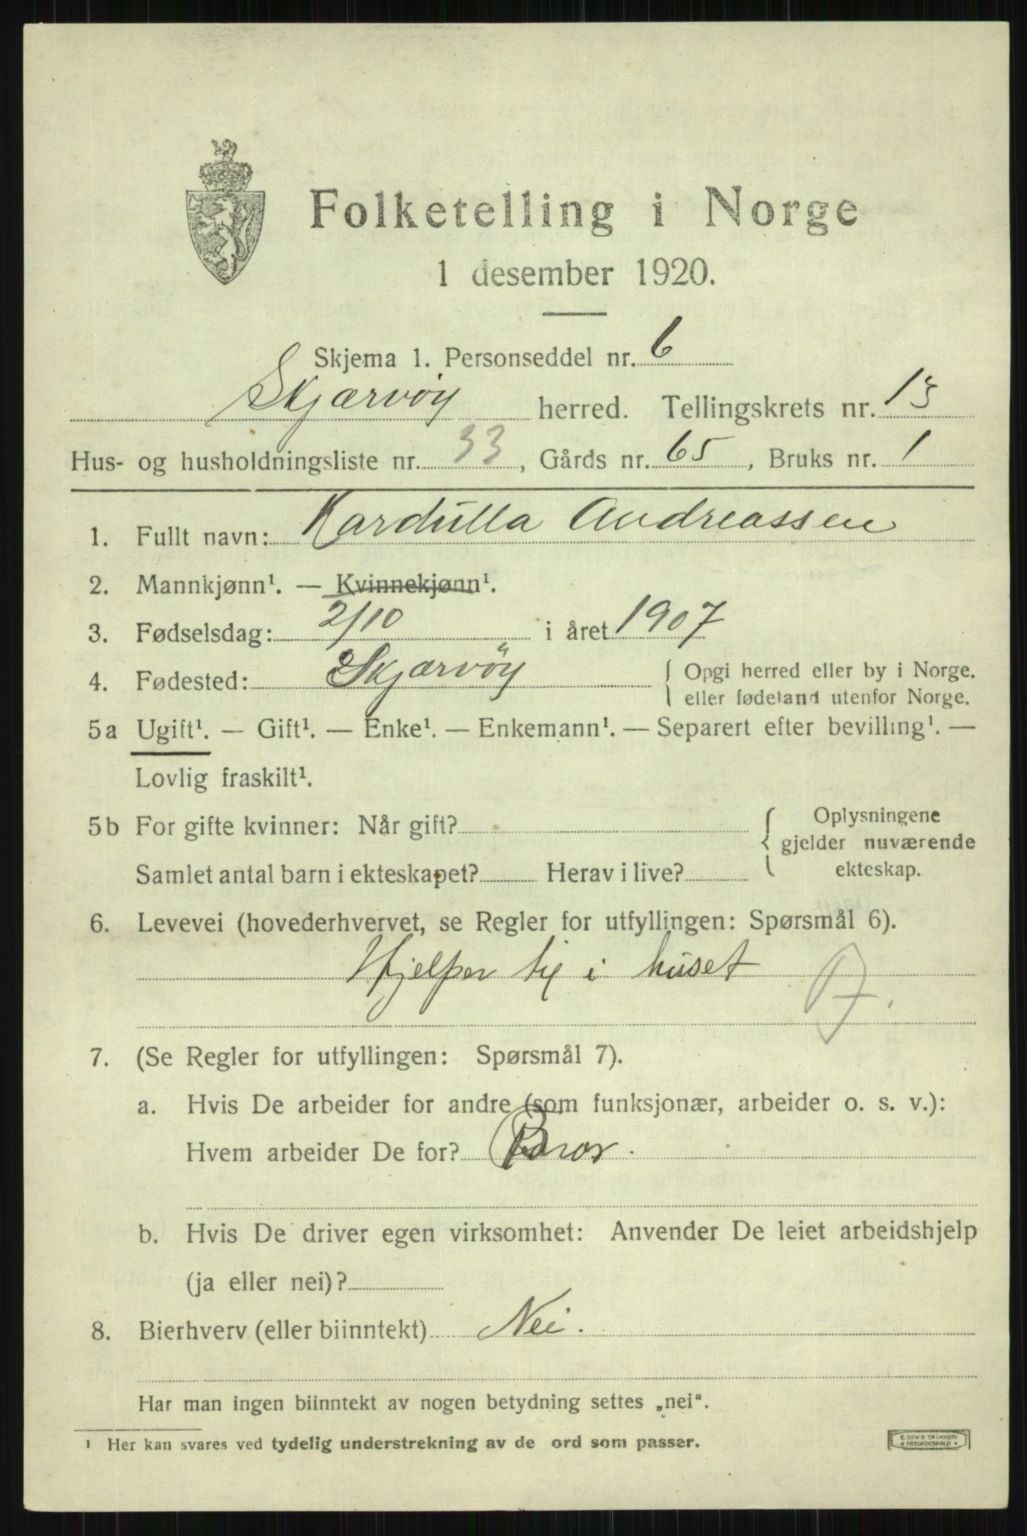 Folketelling i Norge
1 desember 1920.
Skjema 1. Personseddel nr. 6
Skjærvöy herred. Tellingskrets nr. 13
Hus- og husholdningsliste nr. 33, Gårds nr. 65, Bruks nr. 1
1. Fullt navn: Kardulla Andreassen
2. Mannkjønn¹. — Kvinnekjønn¹.
3. Fødselsdag: 2/10 i året 1907
4. Fødested: Skjærvöy { Opgi herred eller by i Norge.
eller fødeland utenfor Norge.
5a Ugift¹. — Gift¹. — Enke¹. — Enkemann¹. — Separert efter bevilling¹. —
Lovlig fraskilt¹.
5b For gifte kvinner: Når gift? { Oplysningene
gjelder nuværende
Samlet antal barn i ekteskapet? Herav i live? ekteskap.
6. Levevei (hovederhvervet, se Regler for utfyllingen: Spørsmål 6).
Hjelper til i huset
7. (Se Regler for utfyllingen: Spørsmål 7).
a. Hvis De arbeider for andre (som funksjonær, arbeider o. s. v.):
Hvem arbeider De for? Bror.
b. Hvis De driver egen virksomhet: Anvender De leiet arbeidshjelp
(ja eller nei)?
8. Bierhverv (eller biinntekt) Nei.
Har man ingen biinntekt av nogen betydning settes „nei“.
¹ Her kan svares ved tydelig understrekning av de ord som passer.